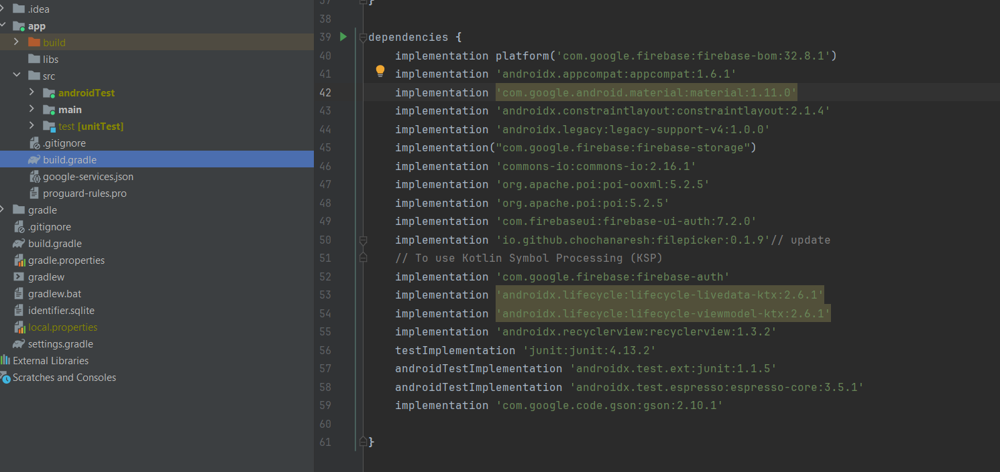 .idea
app
build
libs
src
androidTest
main
test [unitTest]
.gitignore
build.gradle
google-services.json
proguard-rules.pro
gradle
.gitignore
build.gradle
gradle.properties
gradlew
gradlew.bat
identifier.sqlite
local.properties
settings.gradle
External Libraries
Scratches and Consoles
37 }
38
39 dependencies {
40 implementation platform('com.google.firebase:firebase-bom:32.8.1')
41 implementation 'androidx.appcompat:appcompat:1.6.1'
42 implementation 'com.google.android.material:material:1.11.0'
43 implementation 'androidx.constraintlayout:constraintlayout:2.1.4'
44 implementation 'androidx.legacy:legacy-support-v4:1.0.0'
45 implementation("com.google.firebase:firebase-storage")
46 implementation 'commons-io:commons-io:2.16.1'
47 implementation 'org.apache.poi:poi-ooxml:5.2.5'
48 implementation 'org.apache.poi:poi:5.2.5'
49 implementation 'com.firebaseui:firebase-ui-auth:7.2.0'
50 implementation 'io.github.chochanaresh:filepicker:0.1.9'// update
51 // To use Kotlin Symbol Processing (KSP)
52 implementation 'com.google.firebase:firebase-auth'
53 implementation 'androidx.lifecycle:lifecycle-livedata-ktx:2.6.1'
54 implementation 'androidx.lifecycle:lifecycle-viewmodel-ktx:2.6.1'
55 implementation 'androidx.recyclerview:recyclerview:1.3.2'
56 testImplementation 'junit:junit:4.13.2'
57 androidTestImplementation 'androidx.test.ext:junit:1.1.5'
58 androidTestImplementation 'androidx.test.espresso:espresso-core:3.5.1'
59 implementation 'com.google.code.gson:gson:2.10.1'
60
61 }